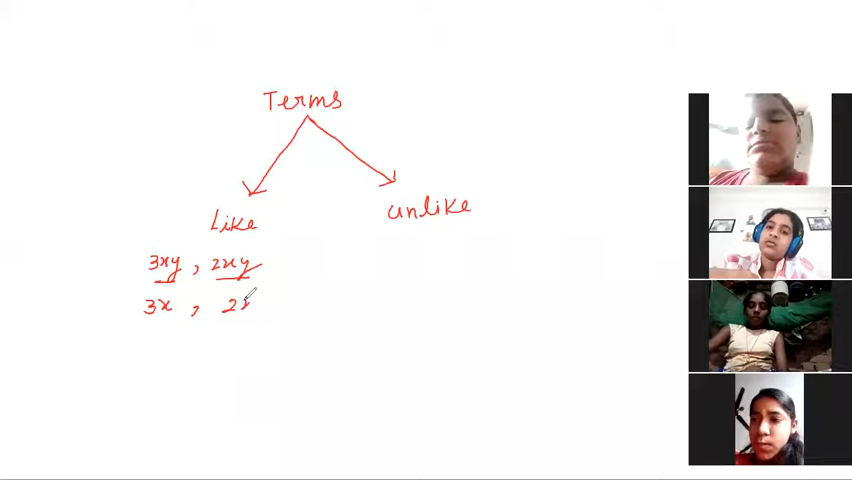 Terms
Like
unlike
3xy , 2xy
3x , 2